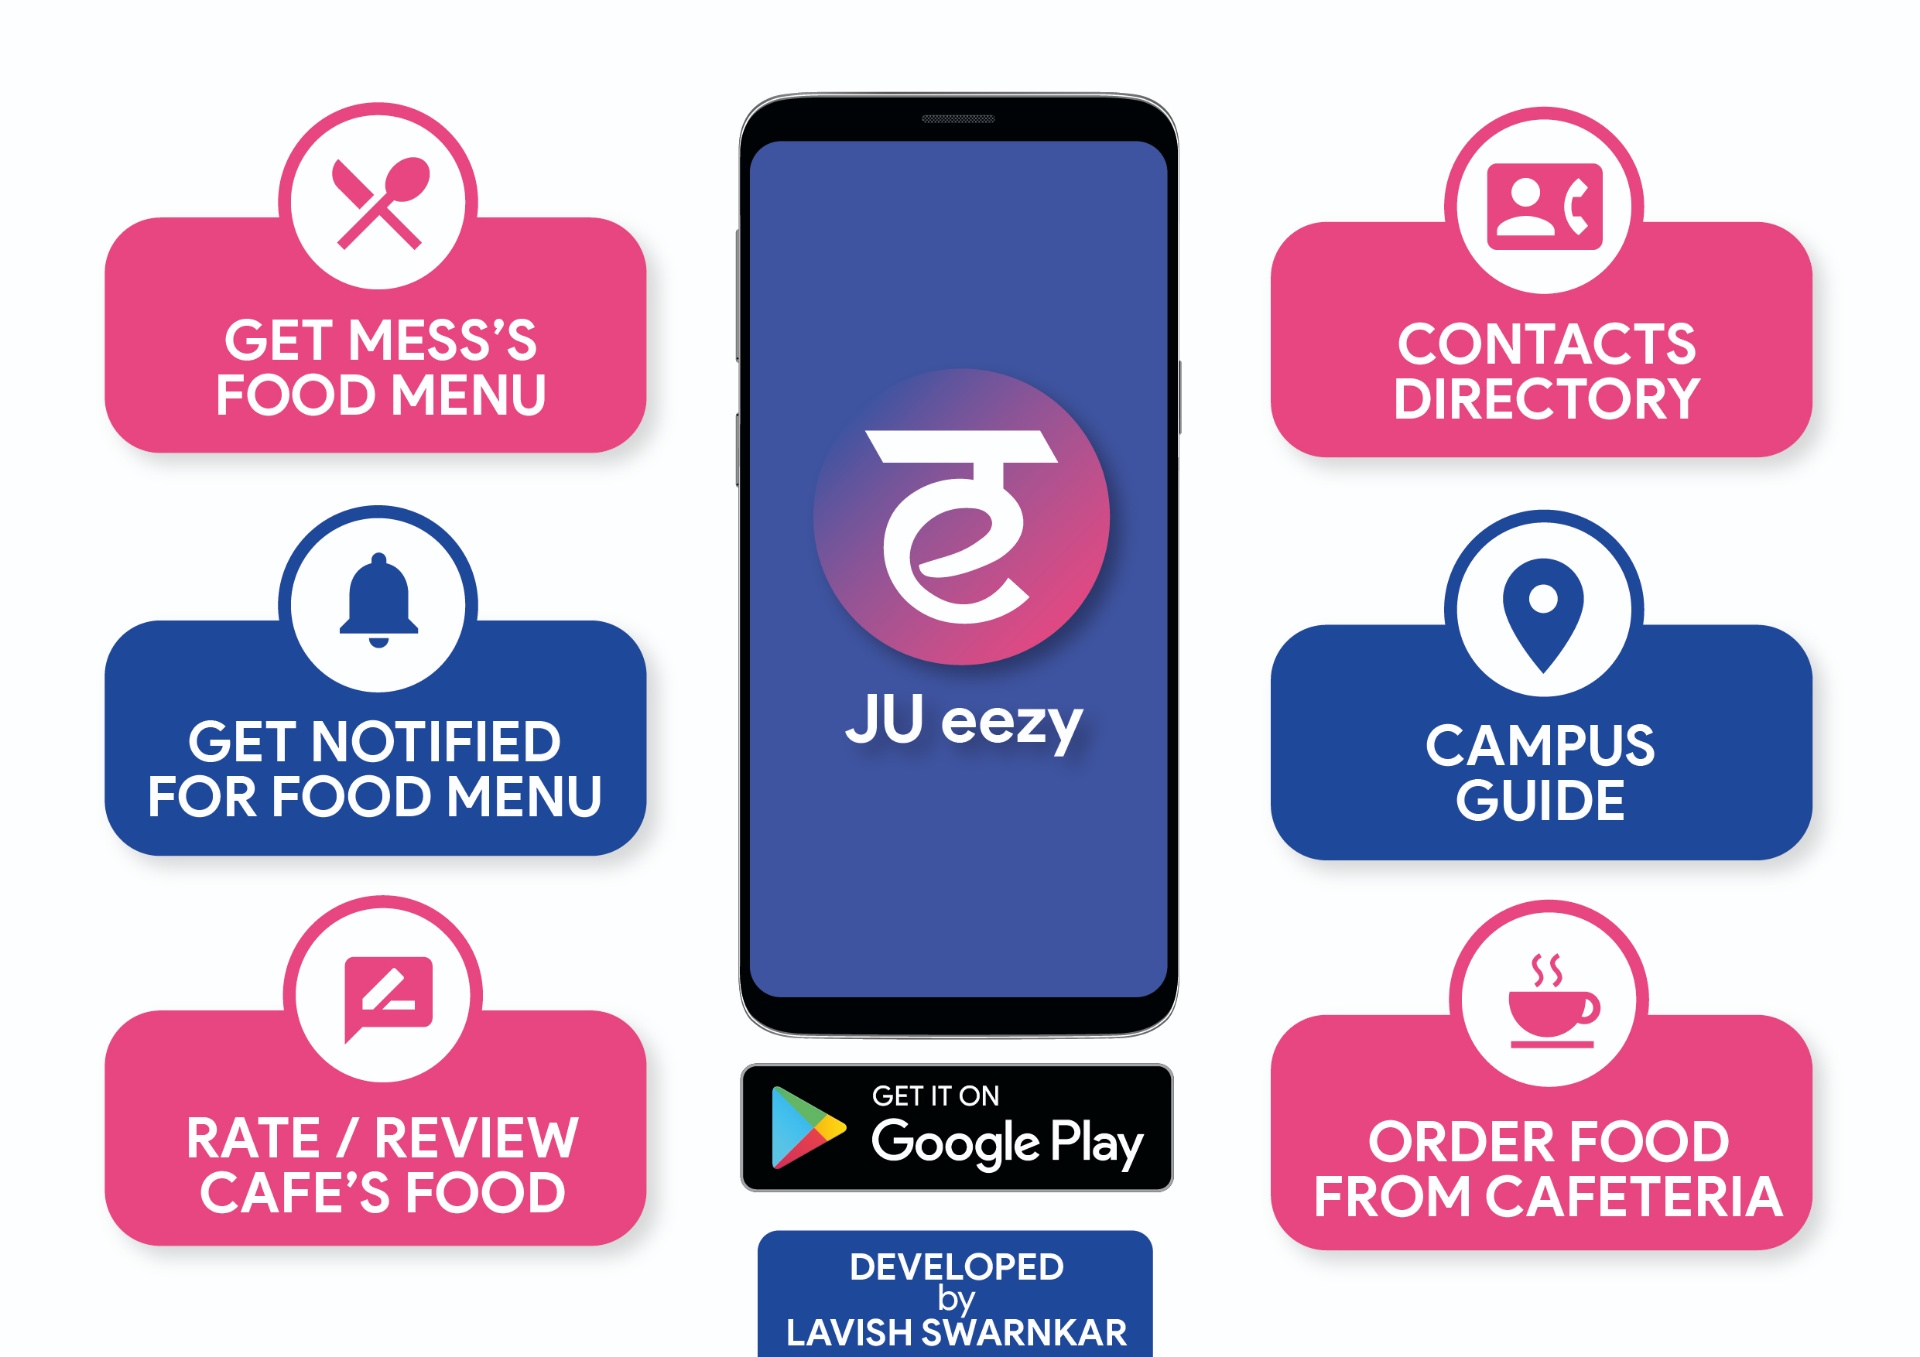 GET MESS’S
FOOD MENU
GET NOTIFIED
FOR FOOD MENU
RATE / REVIEW
CAFE’S FOOD
JU eezy
GET IT ON
Google Play
DEVELOPED
by
LAVISH SWARNKAR
CONTACTS
DIRECTORY
CAMPUS
GUIDE
ORDER FOOD
FROM CAFETERIA